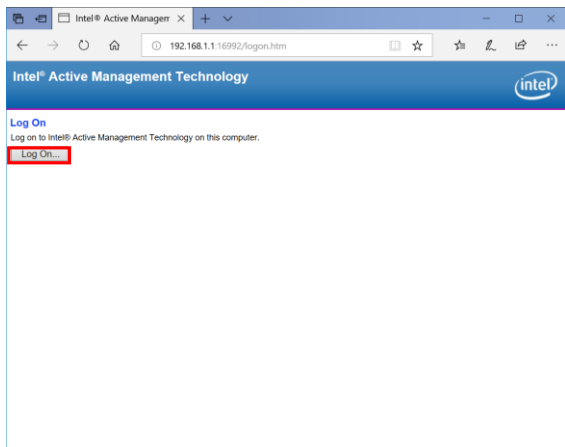 Intel® Active Managem
192.168.1.1:16992/logon.htm
Intel® Active Management Technology
intel
Log On
Log on to Intel® Active Management Technology on this computer.
Log On...